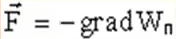 F⃗ = −grad Wп